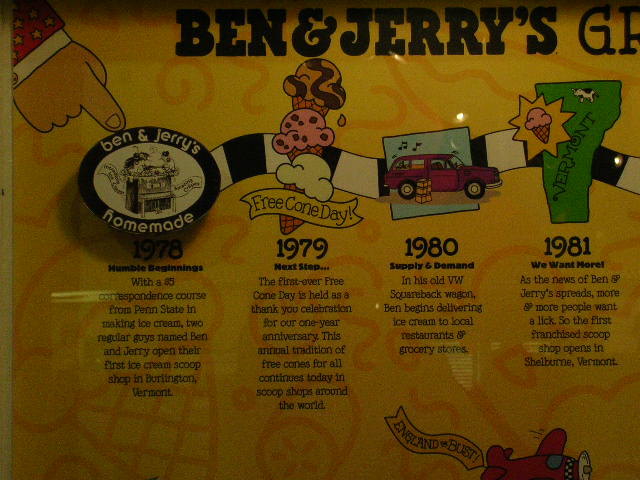 BEN & JERRY'S GR
ben & jerry's
homemade
Free Cone Day!
VERMONT
1978
Humble Beginnings
With a $5
correspondence course
from Penn State in
making ice cream, two
regular guys named Ben
and Jerry open their
first ice cream scoop
shop in Burlington,
Vermont.
1979
Next Step...
The first-ever Free
Cone Day is held as a
thank you celebration
for our one-year
anniversary. This
annual tradition of
free cones for all
continues today in
scoop shops around
the world.
1980
Supply & Demand
In his old VW
Squareback wagon,
Ben begins delivering
ice cream to local
restaurants &
grocery stores.
1981
We Want More!
As the news of Ben &
Jerry's spreads, more
& more people want
a lick. So the first
franchised scoop
shop opens in
Shelburne, Vermont.
ENGLAND or BUST!